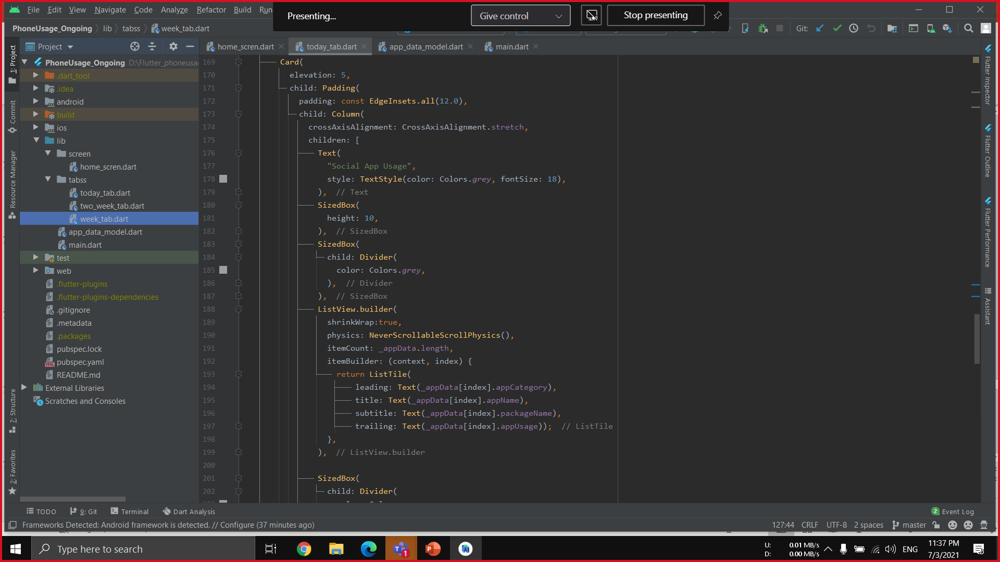 File Edit View Navigate Code Analyze Refactor Build Run
Presenting...
Give control
Stop presenting
PhoneUsage_Ongoing lib tabss week_tab.dart
Git:
Project
home_scren.dart
today_tab.dart
app_data_model.dart
main.dart
1: Project
Commit
Resource Manager
7: Structure
2: Favorites
PhoneUsage_Ongoing D:\Flutter_phoneusa
.dart_tool
.idea
android
build
ios
lib
screen
home_scren.dart
tabss
today_tab.dart
two_week_tab.dart
week_tab.dart
app_data_model.dart
main.dart
test
web
.flutter-plugins
.flutter-plugins-dependencies
.gitignore
.metadata
.packages
pubspec.lock
pubspec.yaml
README.md
External Libraries
Scratches and Consoles
169 Card(
170 elevation: 5,
171 child: Padding(
172 padding: const EdgeInsets.all(12.0),
173 child: Column(
174 crossAxisAlignment: CrossAxisAlignment.stretch,
175 children: [
176 Text(
177 "Social App Usage",
178 style: TextStyle(color: Colors.grey, fontSize: 18),
179 ), // Text
180 SizedBox(
181 height: 10,
182 ), // SizedBox
183 SizedBox(
184 child: Divider(
185 color: Colors.grey,
186 ), // Divider
187 ), // SizedBox
188 ListView.builder(
189 shrinkWrap:true,
190 physics: NeverScrollableScrollPhysics(),
191 itemCount: _appData.length,
192 itemBuilder: (context, index) {
193 return ListTile(
194 leading: Text(_appData[index].appCategory),
195 title: Text(_appData[index].appName),
196 subtitle: Text(_appData[index].packageName),
197 trailing: Text(_appData[index].appUsage)); // ListTile
198 },
199 ), // ListView.builder
200
201 SizedBox(
202 child: Divider(
Flutter Inspector
Flutter Outline
Flutter Performance
Assistant
TODO
9: Git
Terminal
Dart Analysis
2 Event Log
Frameworks Detected: Android framework is detected. // Configure (37 minutes ago)
127:44 CRLF UTF-8 2 spaces master
Type here to search
1
U: 0.01 MB/s
D: 0.00 MB/s
ENG
11:37 PM
7/3/2021